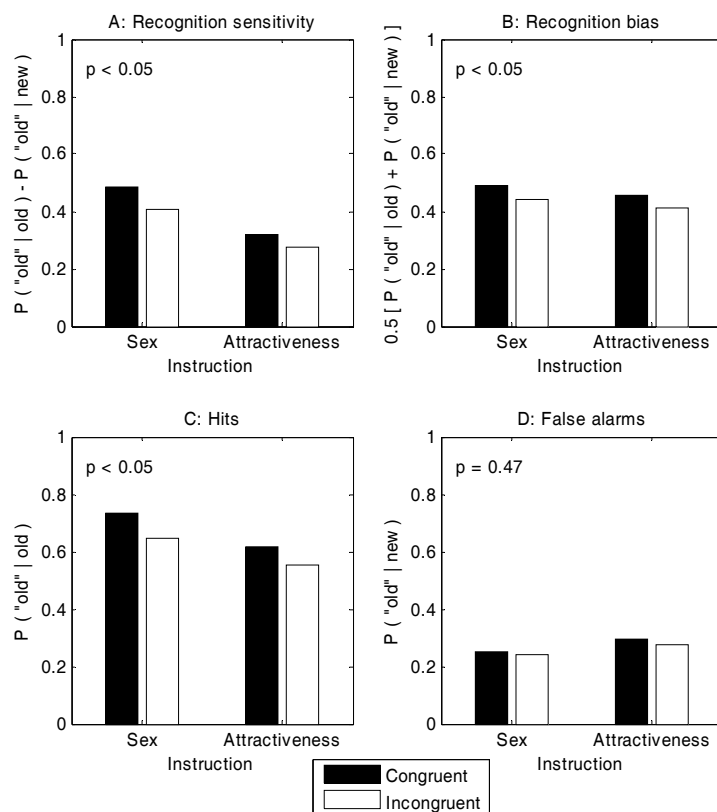 A: Recognition sensitivity
P ( "old" | old ) - P ( "old" | new )
1
0.8
0.6
0.4
0.2
0
p < 0.05
Sex
Attractiveness
Instruction
B: Recognition bias
0.5 [ P ( "old" | old ) + P ( "old" | new ) ]
1
0.8
0.6
0.4
0.2
0
p < 0.05
Sex
Attractiveness
Instruction
C: Hits
P ( "old" | old )
1
0.8
0.6
0.4
0.2
0
p < 0.05
Sex
Attractiveness
Instruction
D: False alarms
P ( "old" | new )
1
0.8
0.6
0.4
0.2
0
p = 0.47
Sex
Attractiveness
Instruction
Congruent
Incongruent